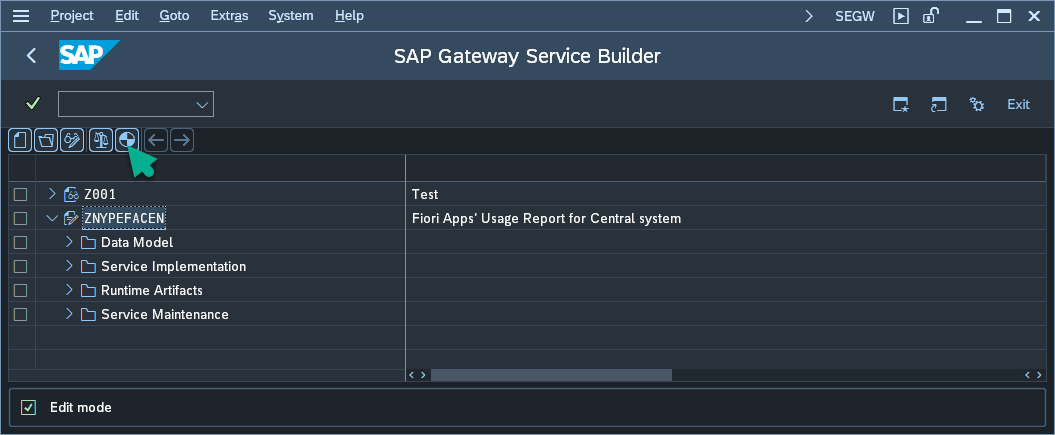 Project Edit Goto Extras System Help SEGW
SAP SAP Gateway Service Builder
Exit
Z001 Test
ZNYPEFACEN Fiori Apps' Usage Report for Central system
Data Model
Service Implementation
Runtime Artifacts
Service Maintenance
Edit mode